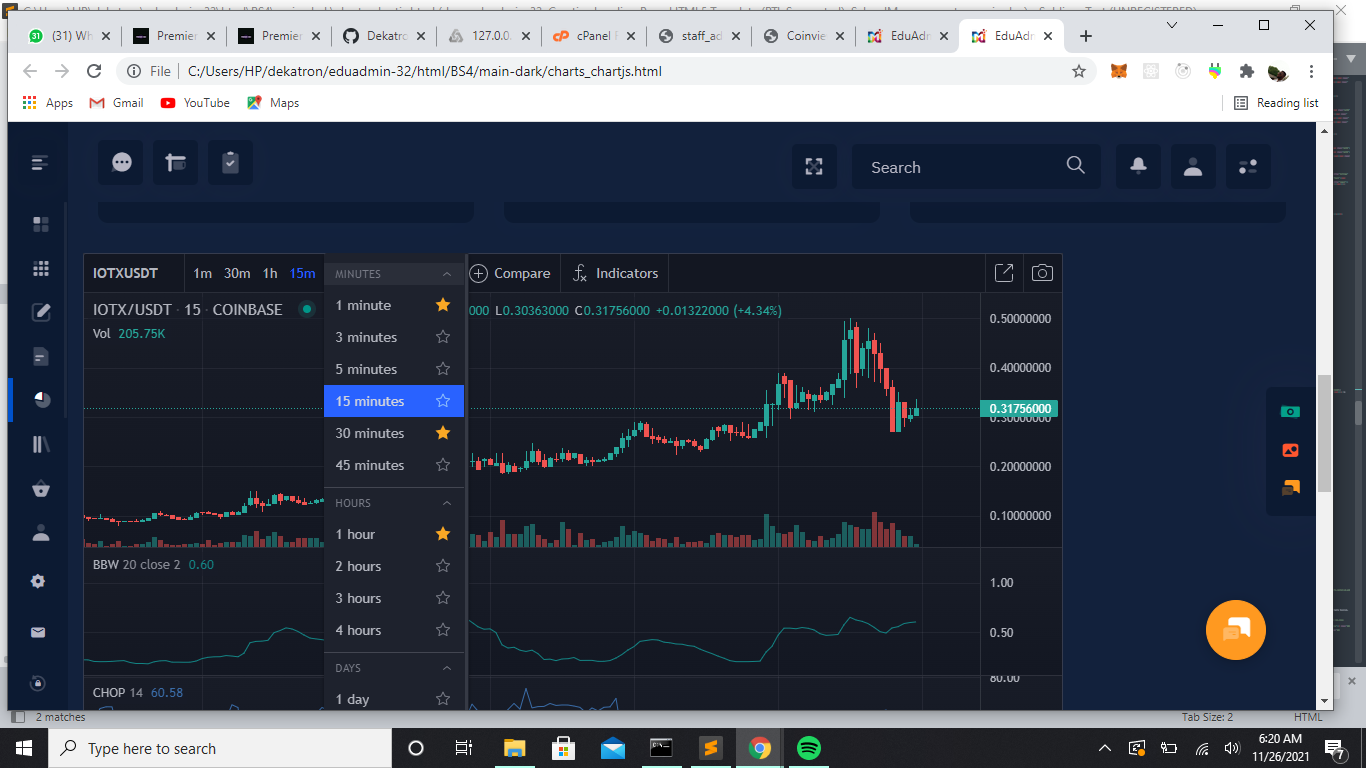 (31) Wh
Premier
Premier
Dekatro
127.0.0.
cPanel F
staff_ad
Coinvie
EduAdn
EduAdn
File
C:/Users/HP/dekatron/eduadmin-32/html/BS4/main-dark/charts_chartjs.html
Apps
Gmail
YouTube
Maps
Reading list
Search
IOTXUSDT
1m 30m 1h 15m
MINUTES
Compare
Indicators
IOTX/USDT · 15 · COINBASE
000 L0.30363000 C0.31756000 +0.01322000 (+4.34%)
Vol 205.75K
1 minute
3 minutes
5 minutes
15 minutes
30 minutes
45 minutes
HOURS
1 hour
2 hours
3 hours
4 hours
DAYS
1 day
0.50000000
0.40000000
0.31756000
0.30000000
0.20000000
0.10000000
BBW 20 close 2 0.60
1.00
0.50
CHOP 14 60.58
80.00
2 matches
Tab Size: 2
HTML
Type here to search
6:20 AM
11/26/2021
7